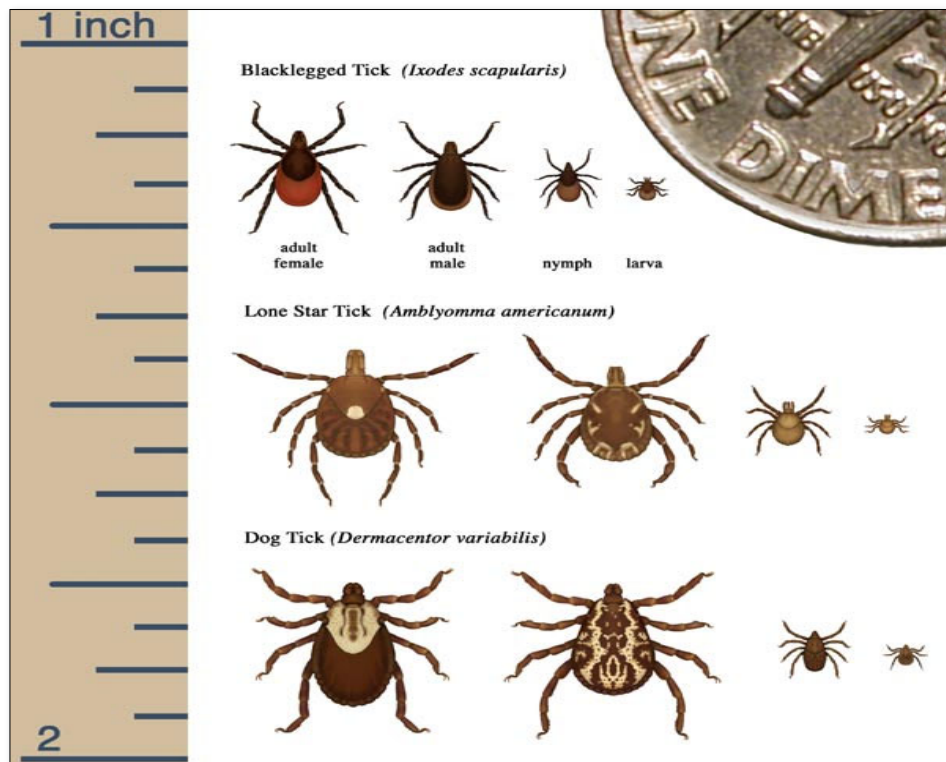 1 inch
Blacklegged Tick (Ixodes scapularis)
adult female
adult male
nymph
larva
Lone Star Tick (Amblyomma americanum)
Dog Tick (Dermacentor variabilis)
2
ONE DIME